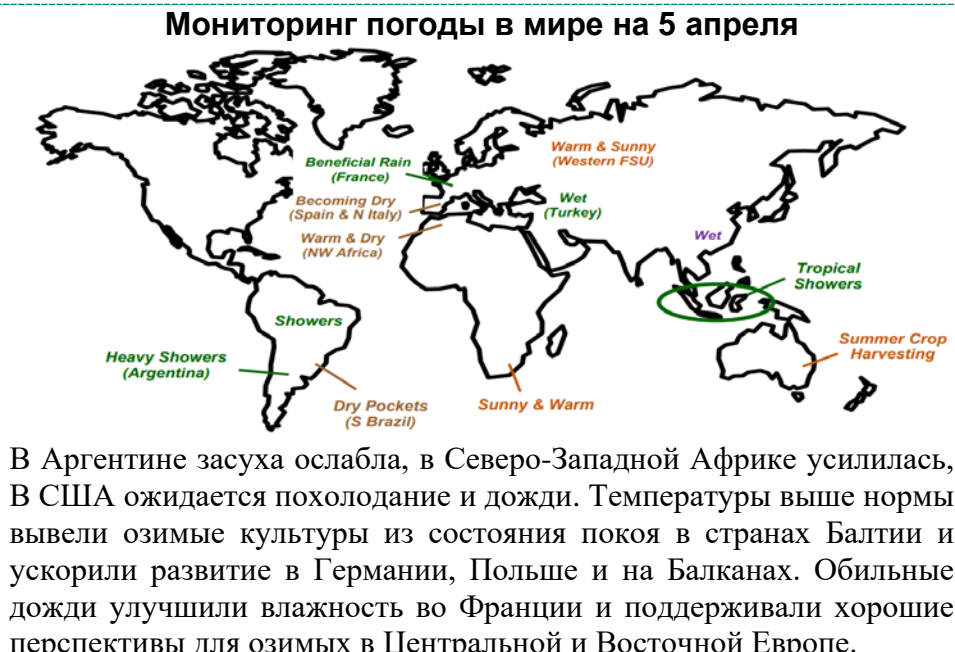 Мониторинг погоды в мире на 5 апреля
Warm & Sunny
(Western FSU)
Beneficial Rain
(France)
Becoming Dry
(Spain & N Italy)
Wet
(Turkey)
Warm & Dry
(NW Africa)
Wet
Tropical
Showers
Showers
Summer Crop
Harvesting
Heavy Showers
(Argentina)
Dry Pockets
(S Brazil)
Sunny & Warm
В Аргентине засуха ослабла, в Северо-Западной Африке усилилась,
В США ожидается похолодание и дожди. Температуры выше нормы
вывели озимые культуры из состояния покоя в странах Балтии и
ускорили развитие в Германии, Польше и на Балканах. Обильные
дожди улучшили влажность во Франции и поддерживали хорошие
перспективы для озимых в Центральной и Восточной Европе.